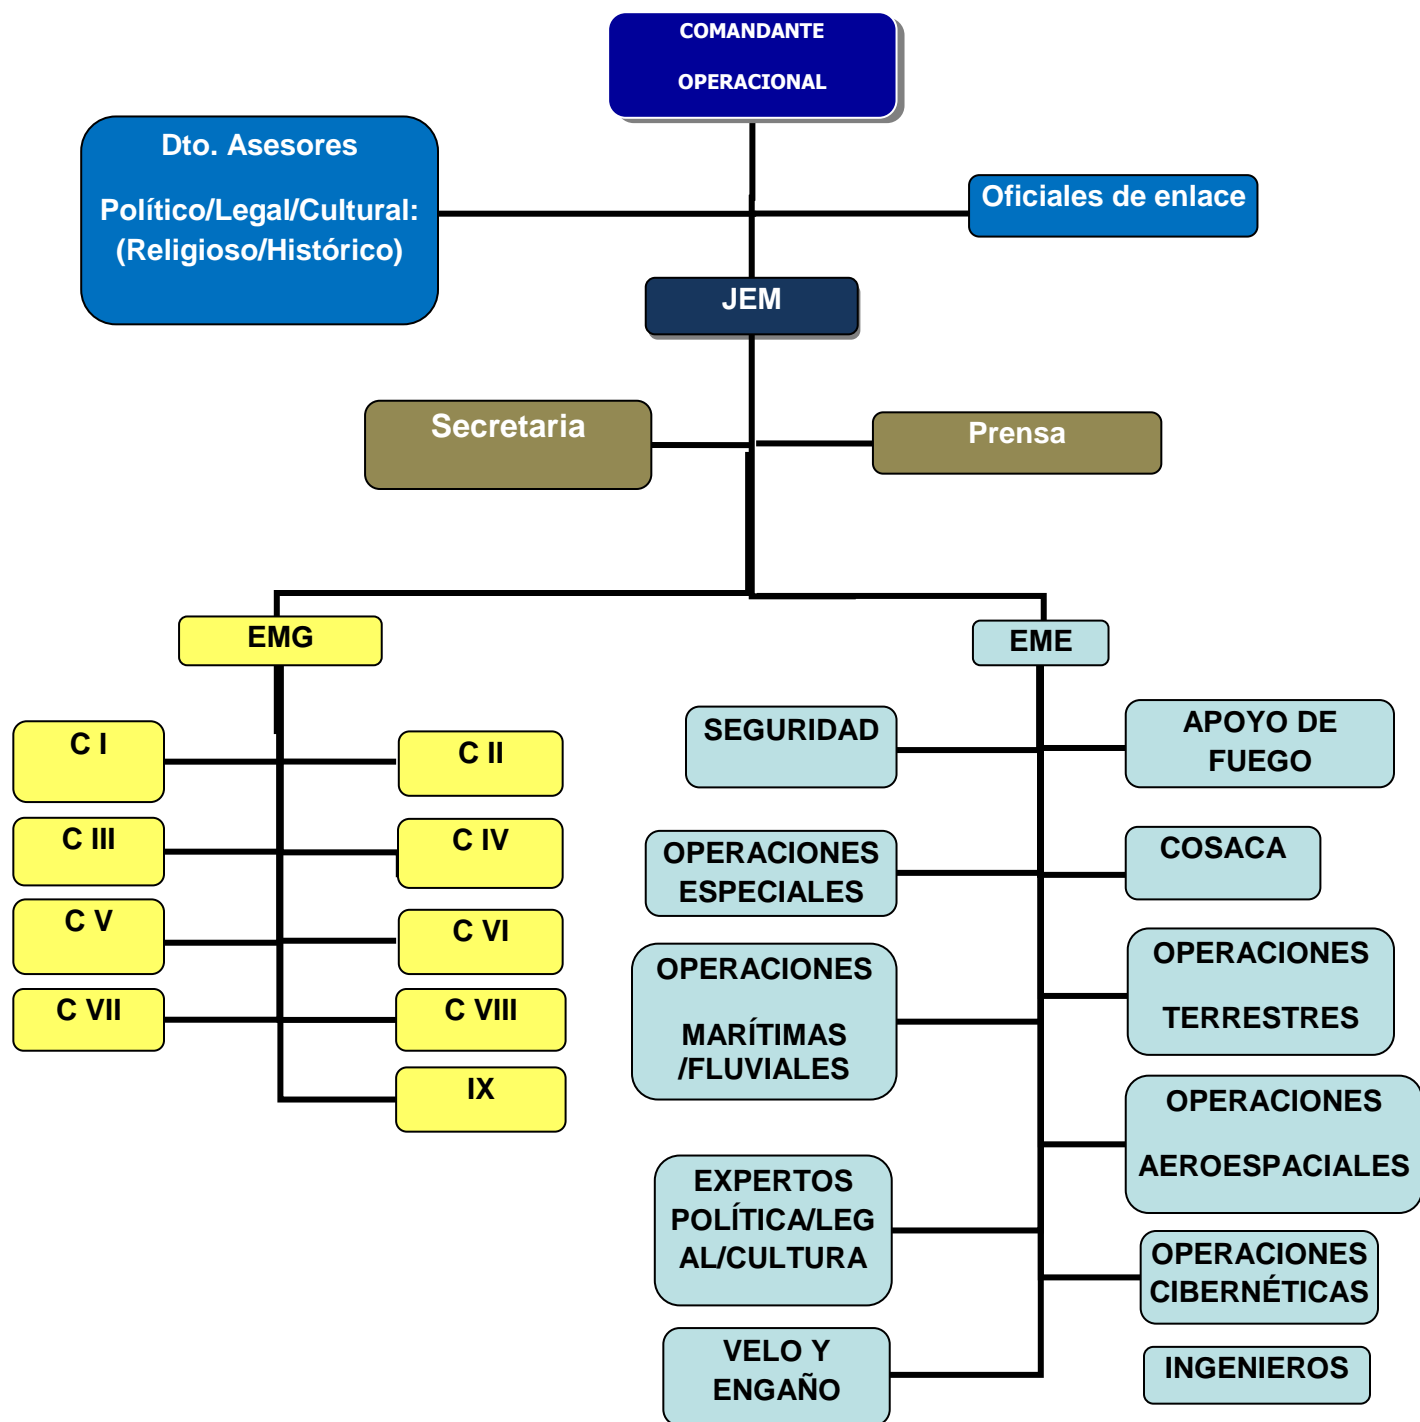 COMANDANTE
OPERACIONAL
Dto. Asesores
Político/Legal/Cultural:
(Religioso/Histórico)
Oficiales de enlace
JEM
Secretaria
Prensa
EMG
EME
C I
C II
C III
C IV
C V
C VI
C VII
C VIII
IX
SEGURIDAD
APOYO DE
FUEGO
OPERACIONES
ESPECIALES
COSACA
OPERACIONES
MARÍTIMAS
/FLUVIALES
OPERACIONES
TERRESTRES
OPERACIONES
AEROESPACIALES
EXPERTOS
POLÍTICA/LEG
AL/CULTURA
OPERACIONES
CIBERNÉTICAS
VELO Y
ENGAÑO
INGENIEROS